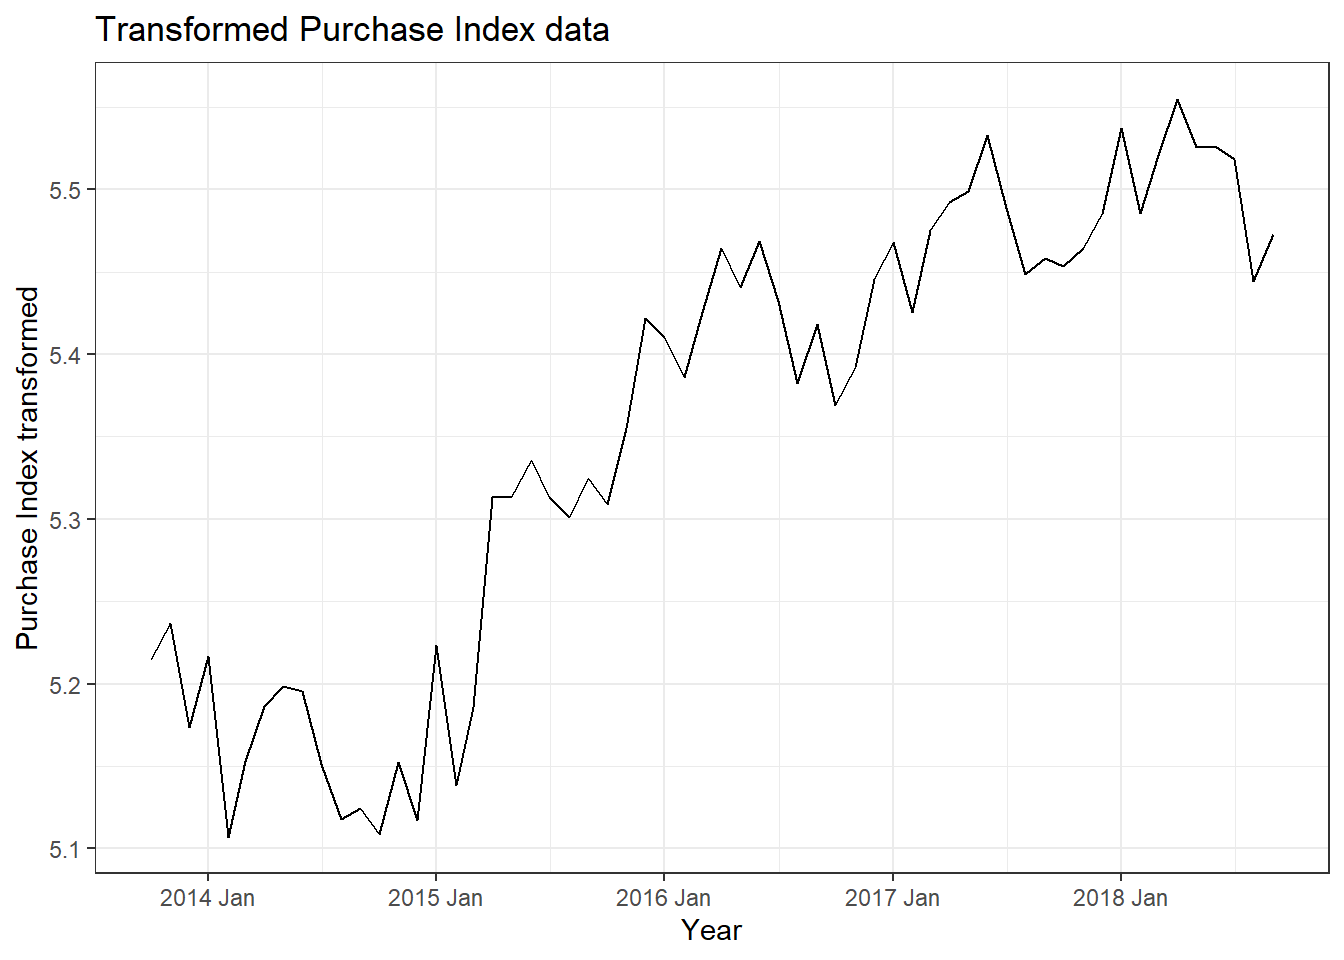 Transformed Purchase Index data
Purchase Index transformed
5.5
5.4
5.3
5.2
5.1
2014 Jan
2015 Jan
2016 Jan
2017 Jan
2018 Jan
Year